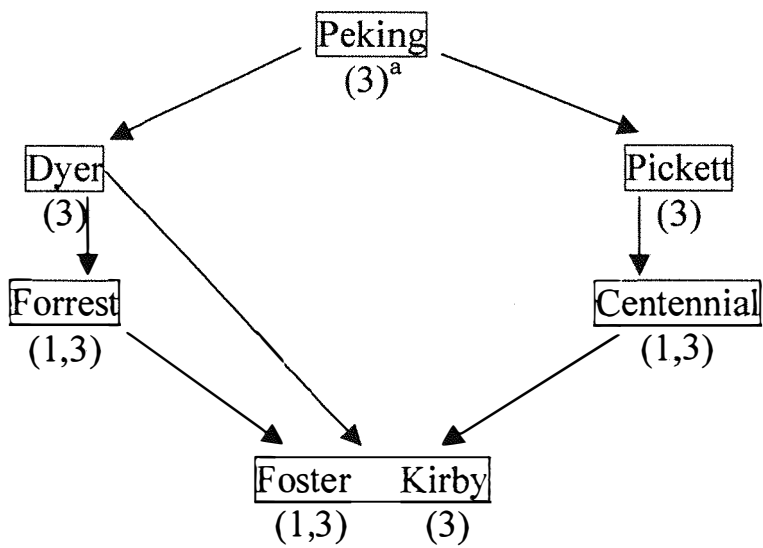 Peking
(3)ᵃ
Dyer Pickett
(3) (3)
Forrest Centennial
(1,3) (1,3)
Foster Kirby
(1,3) (3)